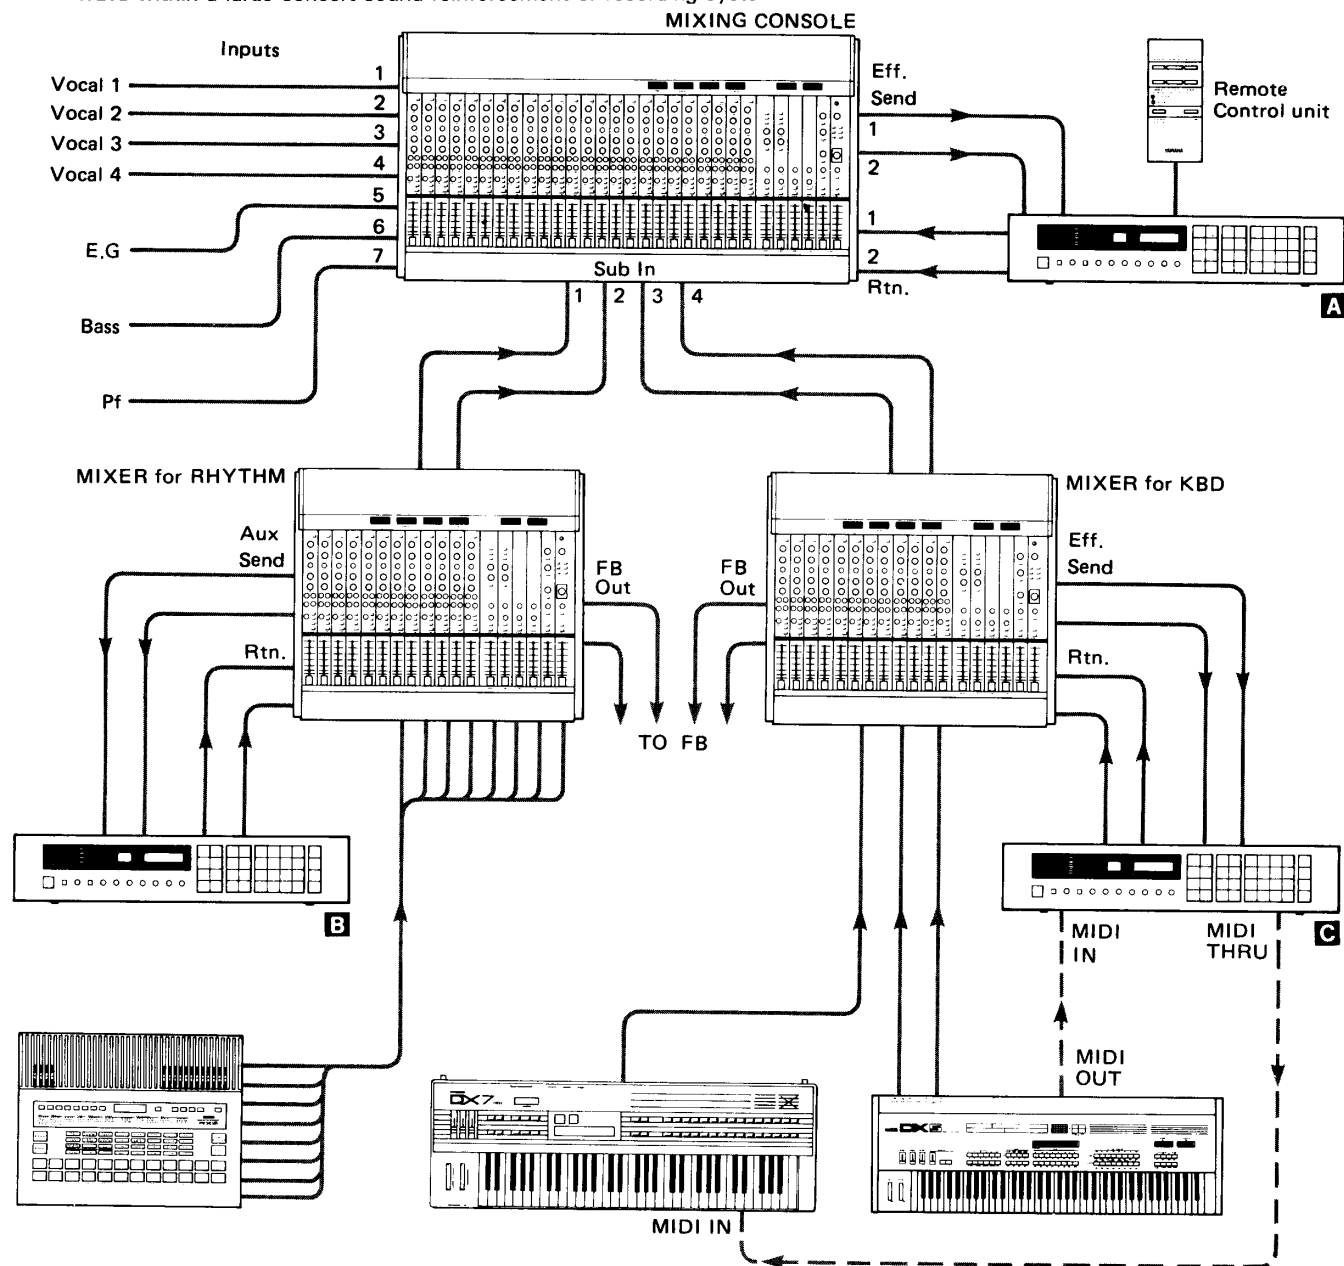 MIXING CONSOLE
Inputs
Vocal 1
Vocal 2
Vocal 3
Vocal 4
E.G
Bass
Pf
1
2
3
4
5
6
7
Eff.
Send
1
2
1
2
Rtn.
Sub In
1 2 3 4
Remote
Control unit
YAMAHA
A
MIXER for RHYTHM
Aux
Send
Rtn.
FB
Out
MIXER for KBD
FB
Out
Eff.
Send
Rtn.
TO FB
B
MIDI
IN
MIDI
THRU
C
MIDI
OUT
DX7
MIDI IN